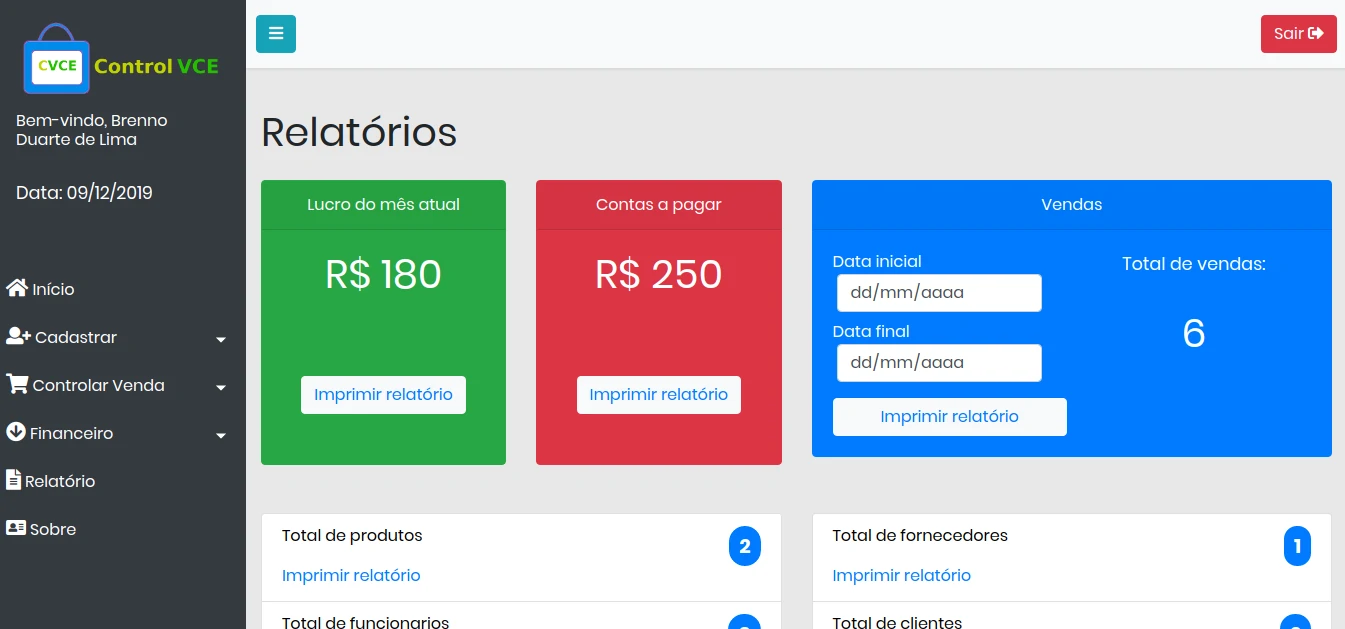 CVCE
Control VCE
Bem-vindo, Brenno
Duarte de Lima
Data: 09/12/2019
Início
Cadastrar
Controlar Venda
Financeiro
Relatório
Sobre
Sair
Relatórios
Lucro do mês atual
R$ 180
Imprimir relatório
Contas a pagar
R$ 250
Imprimir relatório
Vendas
Data inicial
dd/mm/aaaa
Data final
dd/mm/aaaa
Imprimir relatório
Total de vendas:
6
Total de produtos
2
Imprimir relatório
Total de funcionarios
Total de fornecedores
1
Imprimir relatório
Total de clientes